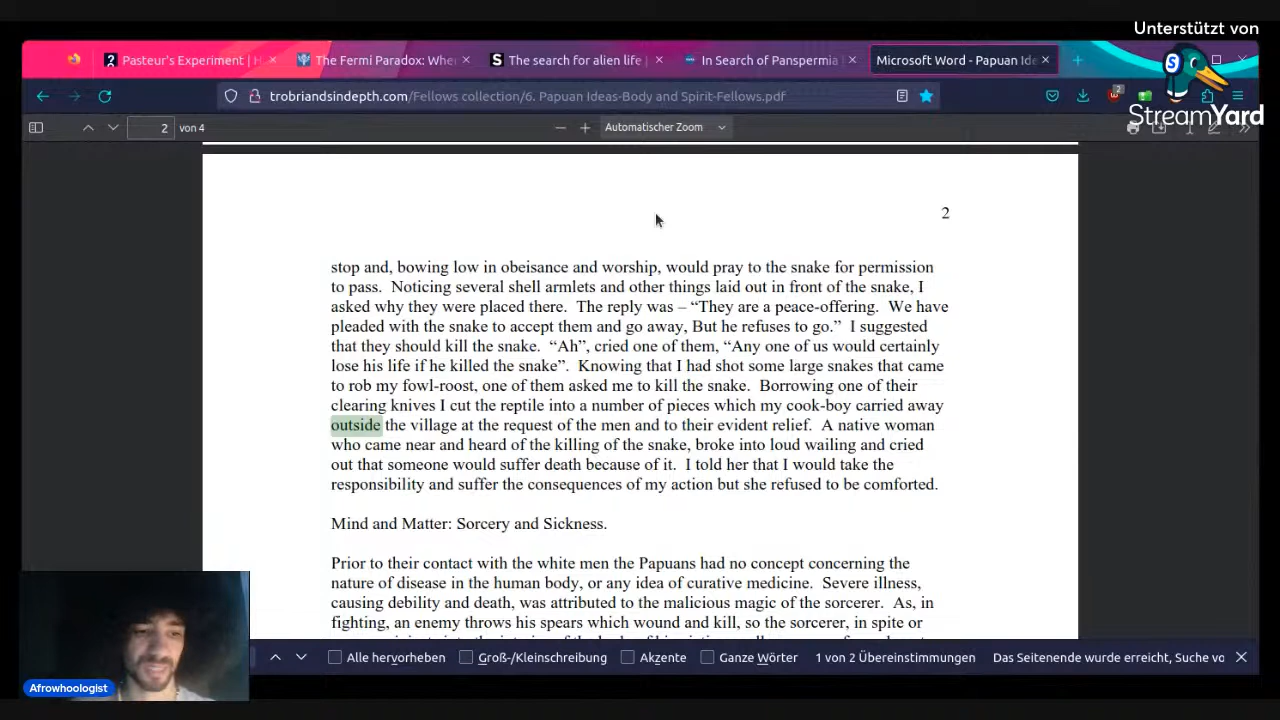 Unterstützt von
StreamYard
Pasteur's Experiment | H
The Fermi Paradox: Whe
The search for alien life |
In Search of Panspermia
Microsoft Word - Papuan Ide
trobriandsindepth.com/Fellows collection/6. Papuan Ideas-Body and Spirit-Fellows.pdf
2
2 von 4
Automatischer Zoom
2
stop and, bowing low in obeisance and worship, would pray to the snake for permission
to pass. Noticing several shell armlets and other things laid out in front of the snake, I
asked why they were placed there. The reply was – “They are a peace-offering. We have
pleaded with the snake to accept them and go away, But he refuses to go.” I suggested
that they should kill the snake. “Ah”, cried one of them, “Any one of us would certainly
lose his life if he killed the snake”. Knowing that I had shot some large snakes that came
to rob my fowl-roost, one of them asked me to kill the snake. Borrowing one of their
clearing knives I cut the reptile into a number of pieces which my cook-boy carried away
outside the village at the request of the men and to their evident relief. A native woman
who came near and heard of the killing of the snake, broke into loud wailing and cried
out that someone would suffer death because of it. I told her that I would take the
responsibility and suffer the consequences of my action but she refused to be comforted.
Mind and Matter: Sorcery and Sickness.
Prior to their contact with the white men the Papuans had no concept concerning the
nature of disease in the human body, or any idea of curative medicine. Severe illness,
causing debility and death, was attributed to the malicious magic of the sorcerer. As, in
fighting, an enemy throws his spears which wound and kill, so the sorcerer, in spite or
Alle hervorheben
Groß-/Kleinschreibung
Akzente
Ganze Wörter
1 von 2 Übereinstimmungen
Das Seitenende wurde erreicht, Suche vo
Afrowhoologist